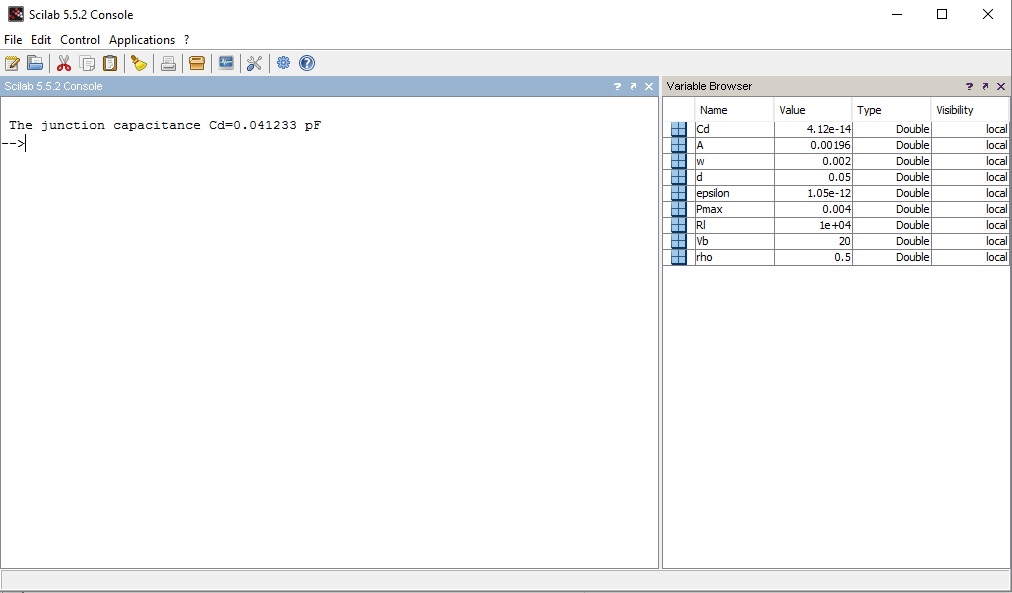 Scilab 5.5.2 Console
File Edit Control Applications ?
Scilab 5.5.2 Console
The junction capacitance Cd=0.041233 pF
-->
Variable Browser
Name Value Type Visibility
Cd 4.12e-14 Double local
A 0.00196 Double local
w 0.002 Double local
d 0.05 Double local
epsilon 1.05e-12 Double local
Pmax 0.004 Double local
Rl 1e+04 Double local
Vb 20 Double local
rho 0.5 Double local